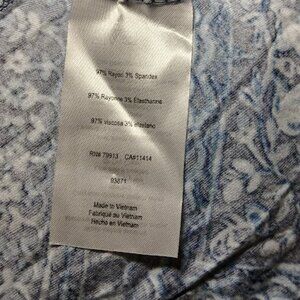 97% Rayon 3% Spandex
97% Rayonne 3% Élasthanne
97% viscosa 3% elastano
RN# 79913 CA#11414
93871
Made in Vietnam
Fabriqué au Vietnam
Hecho en Vietnam